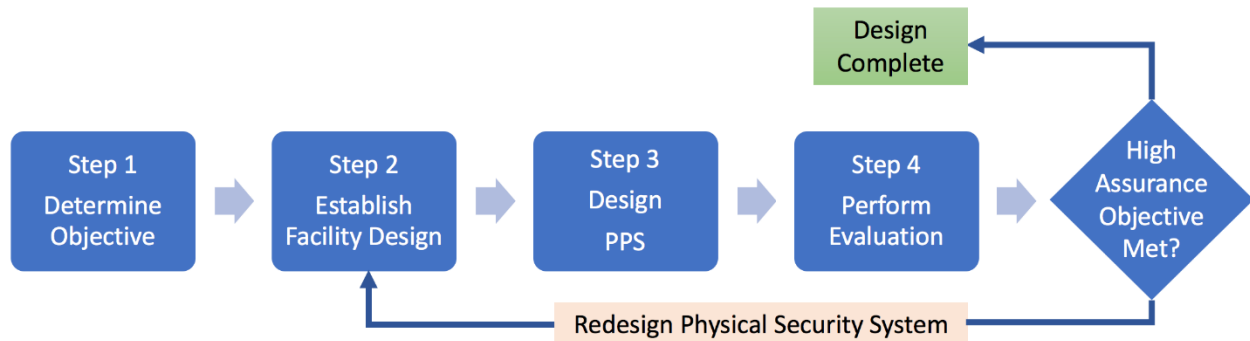 Design
Complete
Step 1
Determine
Objective
Step 2
Establish
Facility Design
Step 3
Design
PPS
Step 4
Perform
Evaluation
High
Assurance
Objective
Met?
Redesign Physical Security System